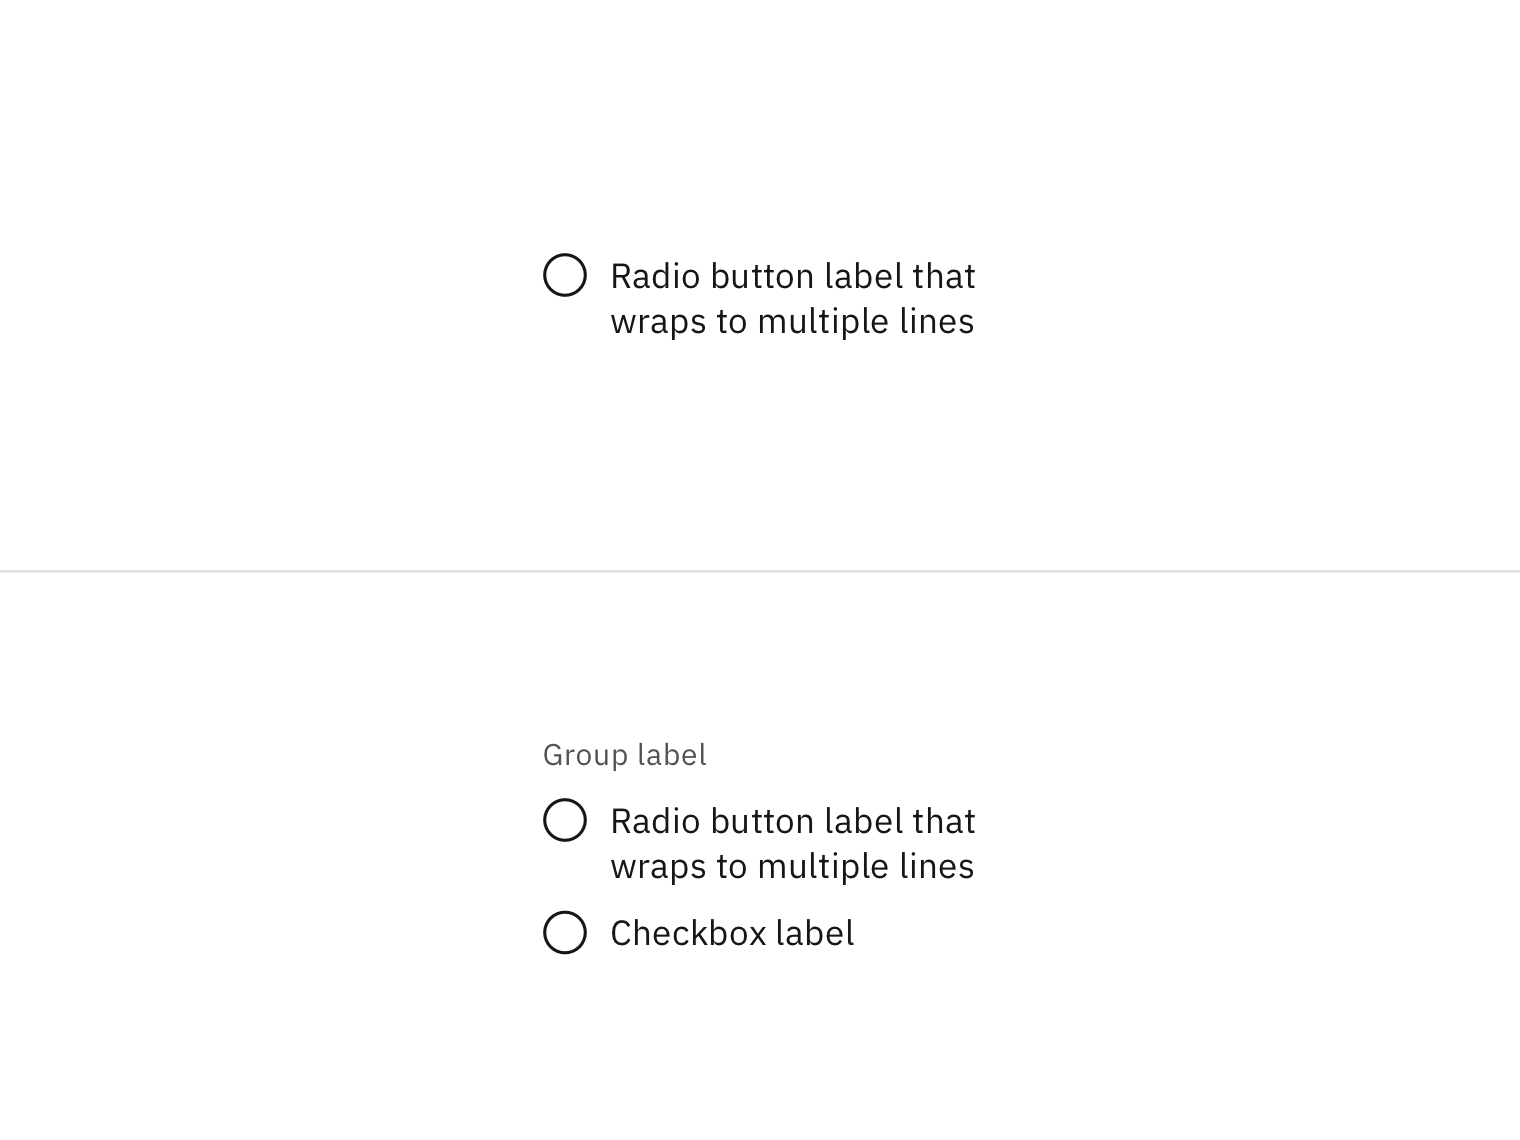 Radio button label that
wraps to multiple lines
Group label
Radio button label that
wraps to multiple lines
Checkbox label